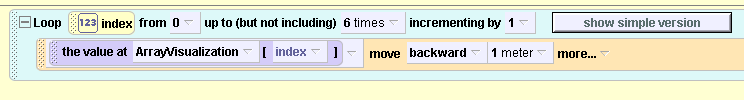 Loop 123 index from 0 up to (but not including) 6 times incrementing by 1 show simple version
the value at ArrayVisualization [ index ] move backward 1 meter more...